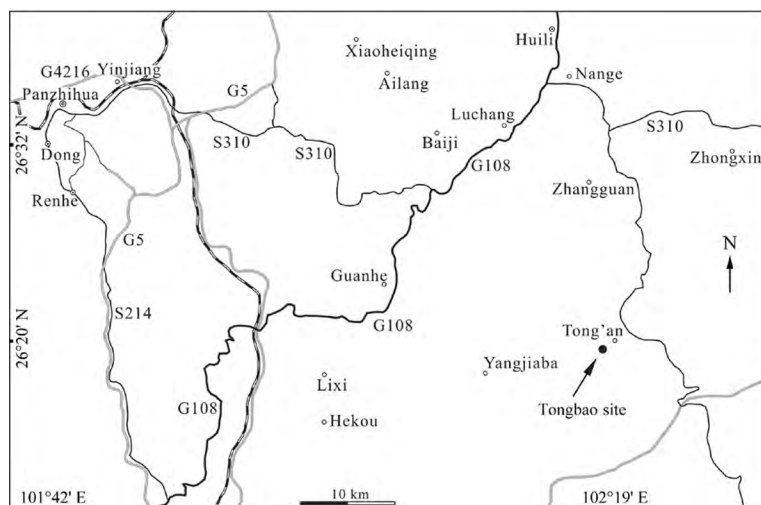 Huili
Xiaoheiqing
G4216
Yinjiang
Ailang
Nange
G5
Panzhihua
Luchang
S310
26°32' N
Dong
S310
S310
Baiji
G108
Zhongxin
Renhe
Zhangguan
G5
N
Guanhe
S214
G108
Tong'an
26°20' N
Yangjiaba
Lixi
G108
Tongbao site
Hekou
101°42' E
10 km
102°19' E